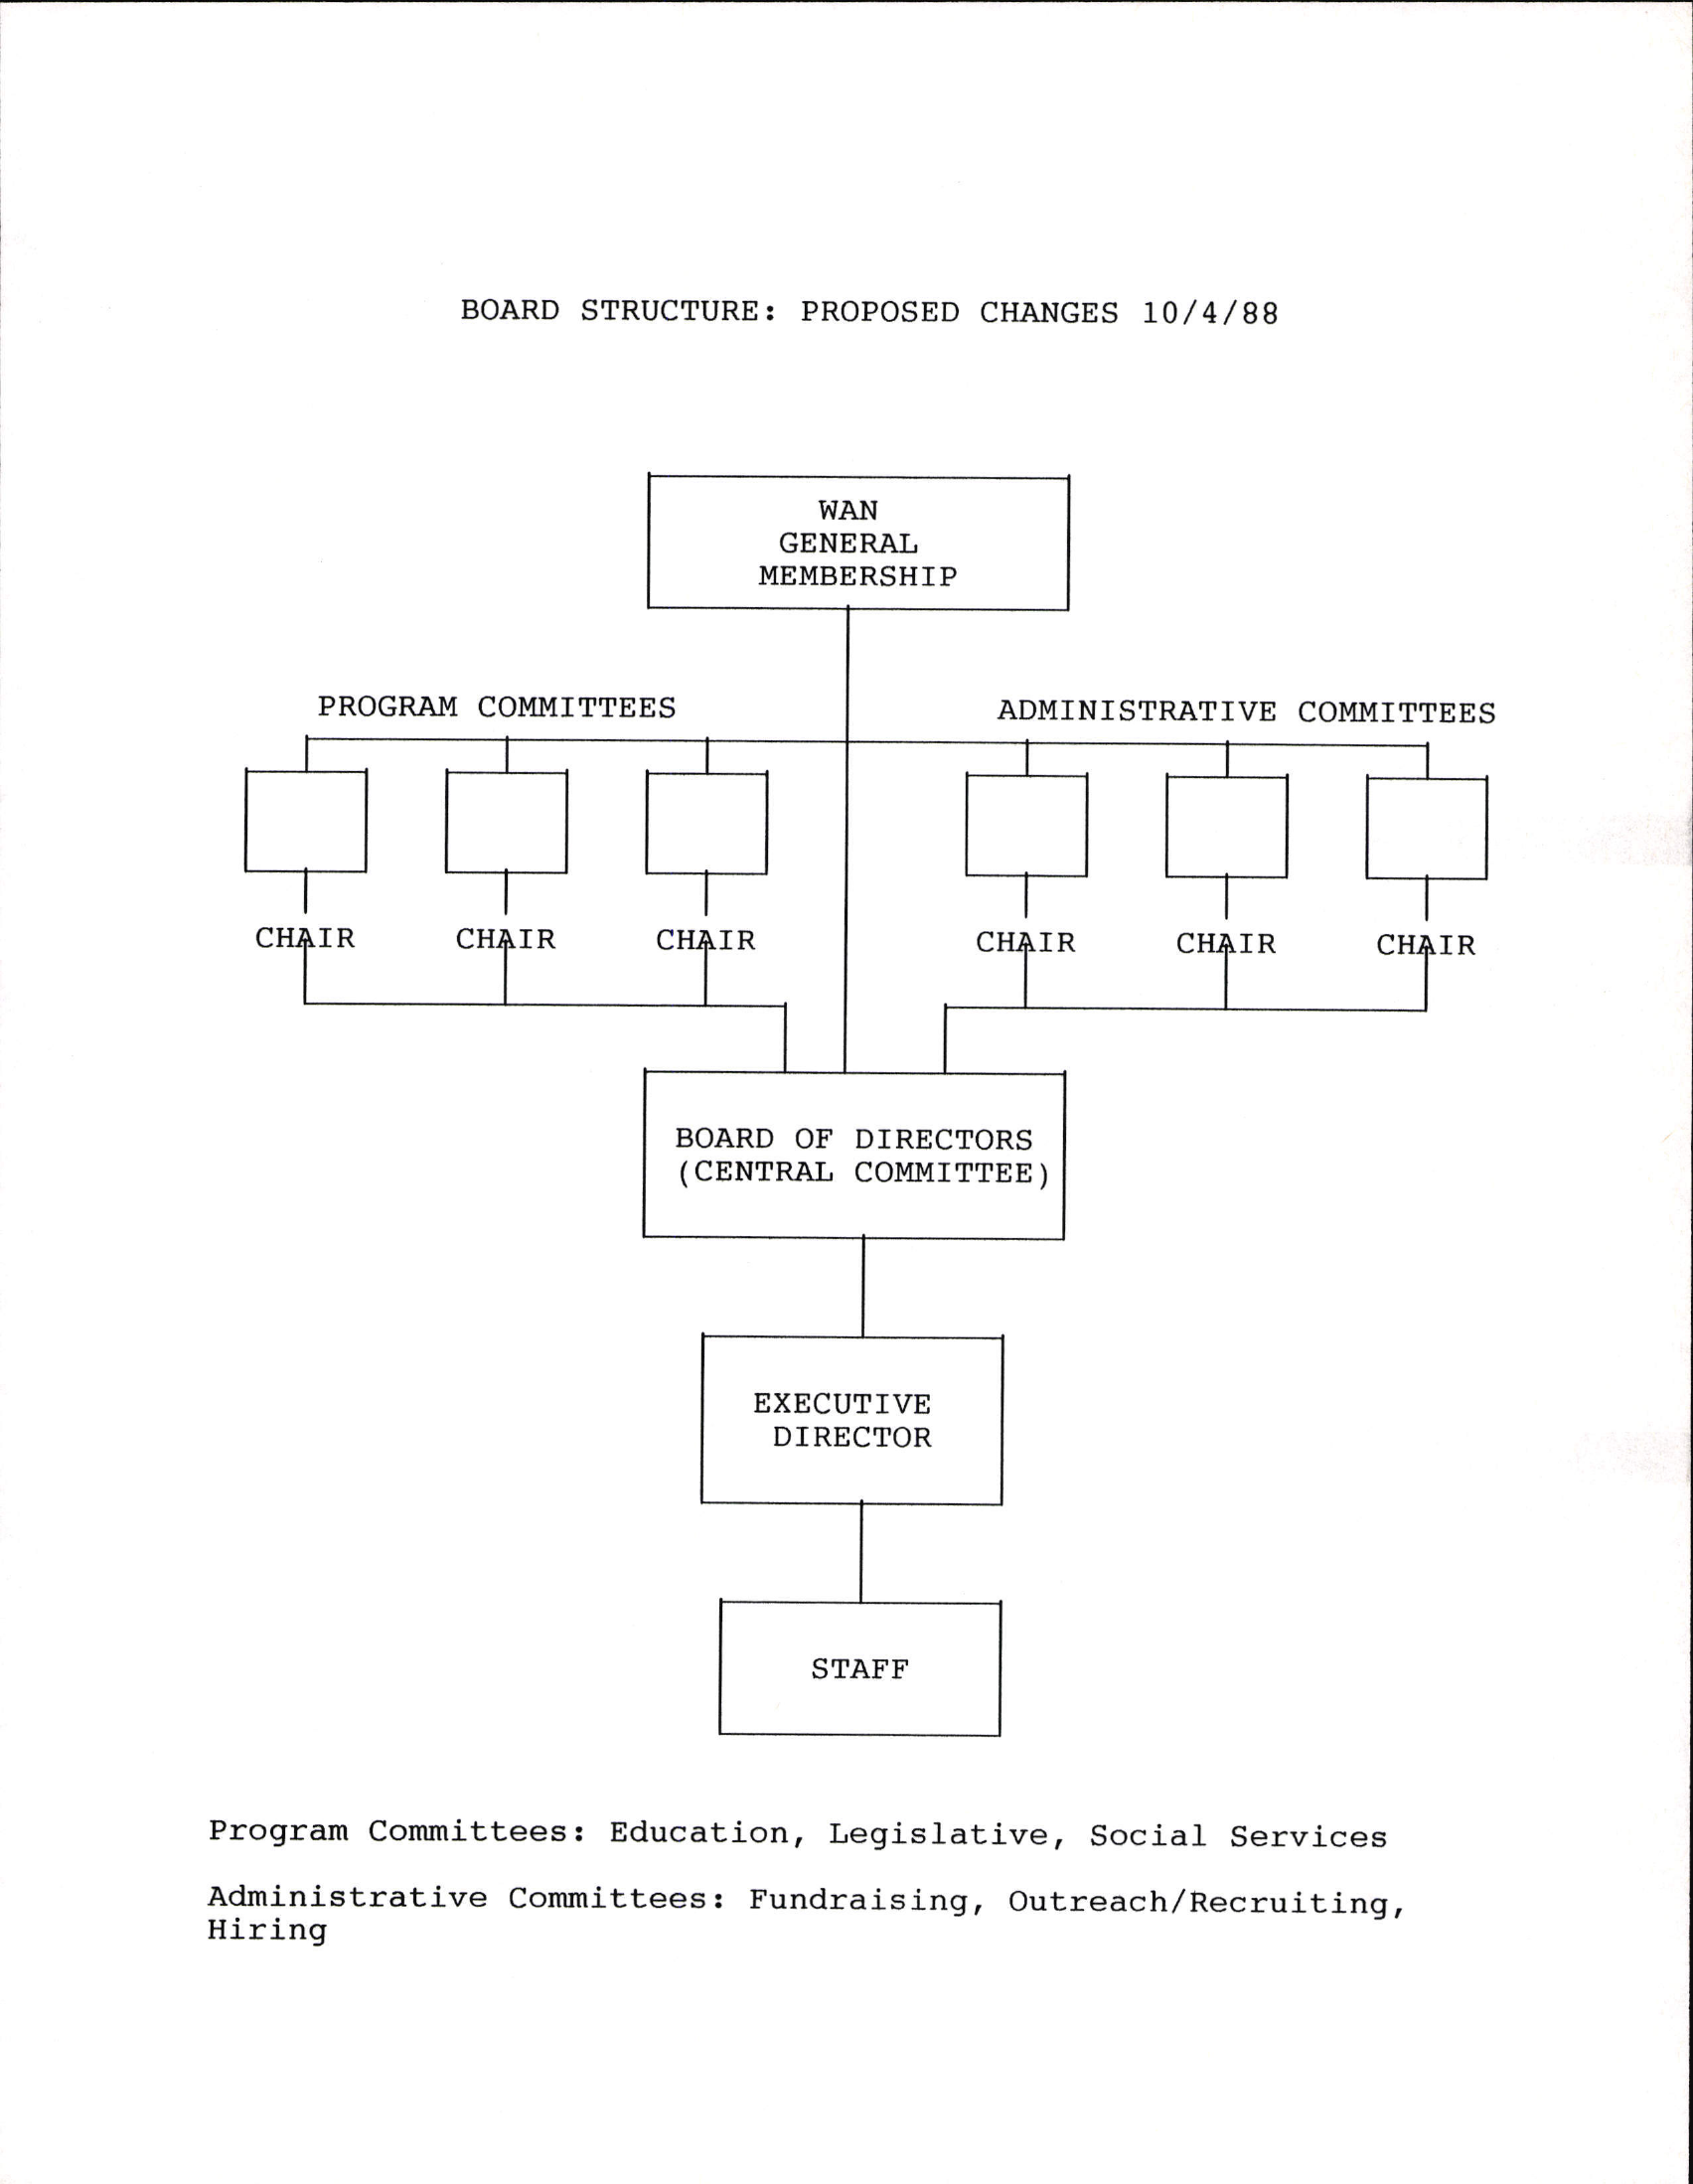 BOARD STRUCTURE: PROPOSED CHANGES 10/4/88
WAN
GENERAL
MEMBERSHIP
PROGRAM COMMITTEES
ADMINISTRATIVE COMMITTEES
CHAIR CHAIR CHAIR CHAIR CHAIR CHAIR
BOARD OF DIRECTORS
(CENTRAL COMMITTEE)
EXECUTIVE
DIRECTOR
STAFF
Program Committees: Education, Legislative, Social Services
Administrative Committees: Fundraising, Outreach/Recruiting,
Hiring